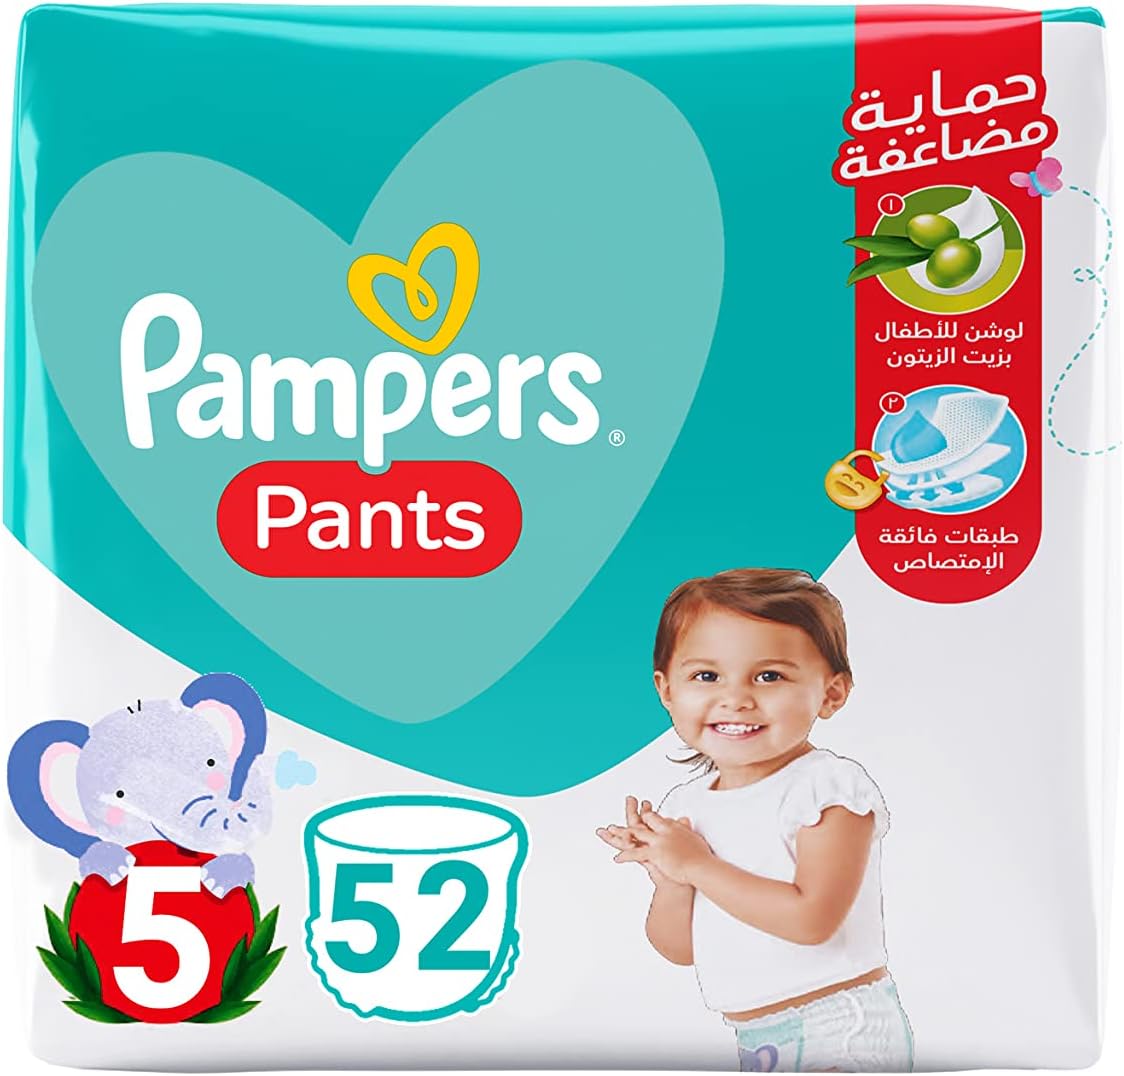 Pampers®
Pants
حماية
مضاعفة
١
لوشن للأطفال
بزيت الزيتون
٢
طبقات فائقة
الإمتصاص
5
52